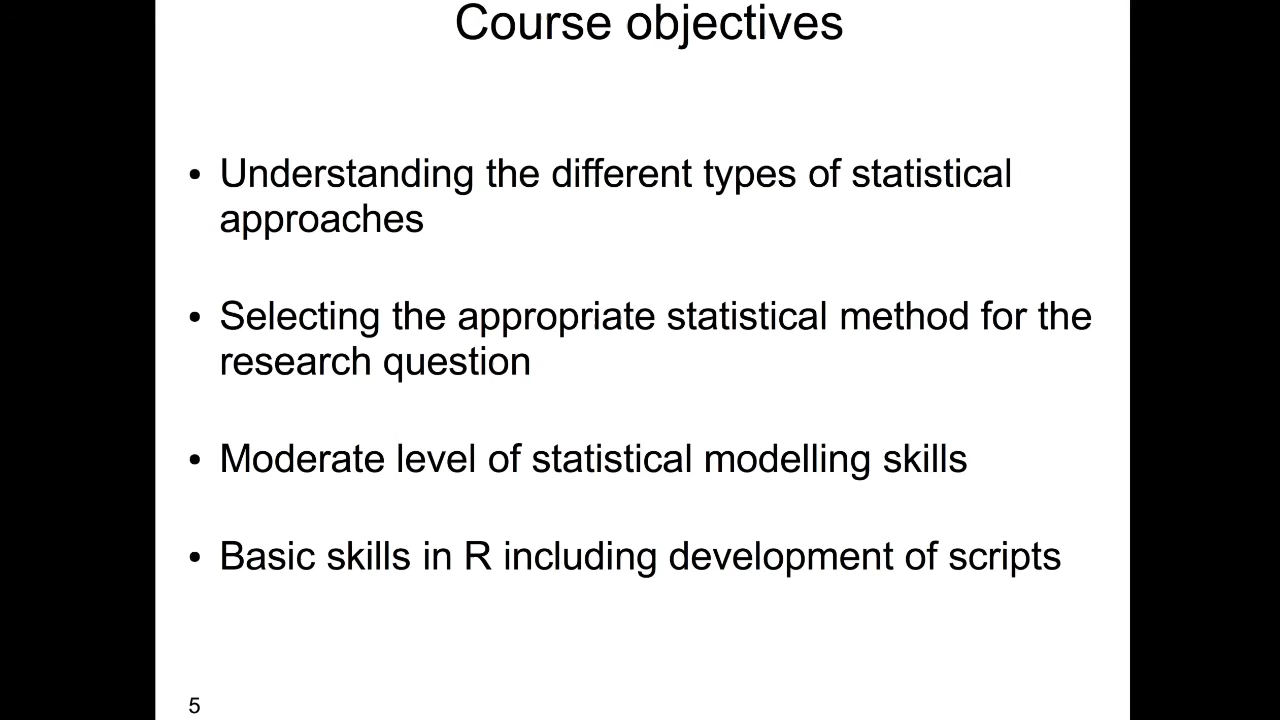 Course objectives
• Understanding the different types of statistical
approaches
• Selecting the appropriate statistical method for the
research question
• Moderate level of statistical modelling skills
• Basic skills in R including development of scripts
5